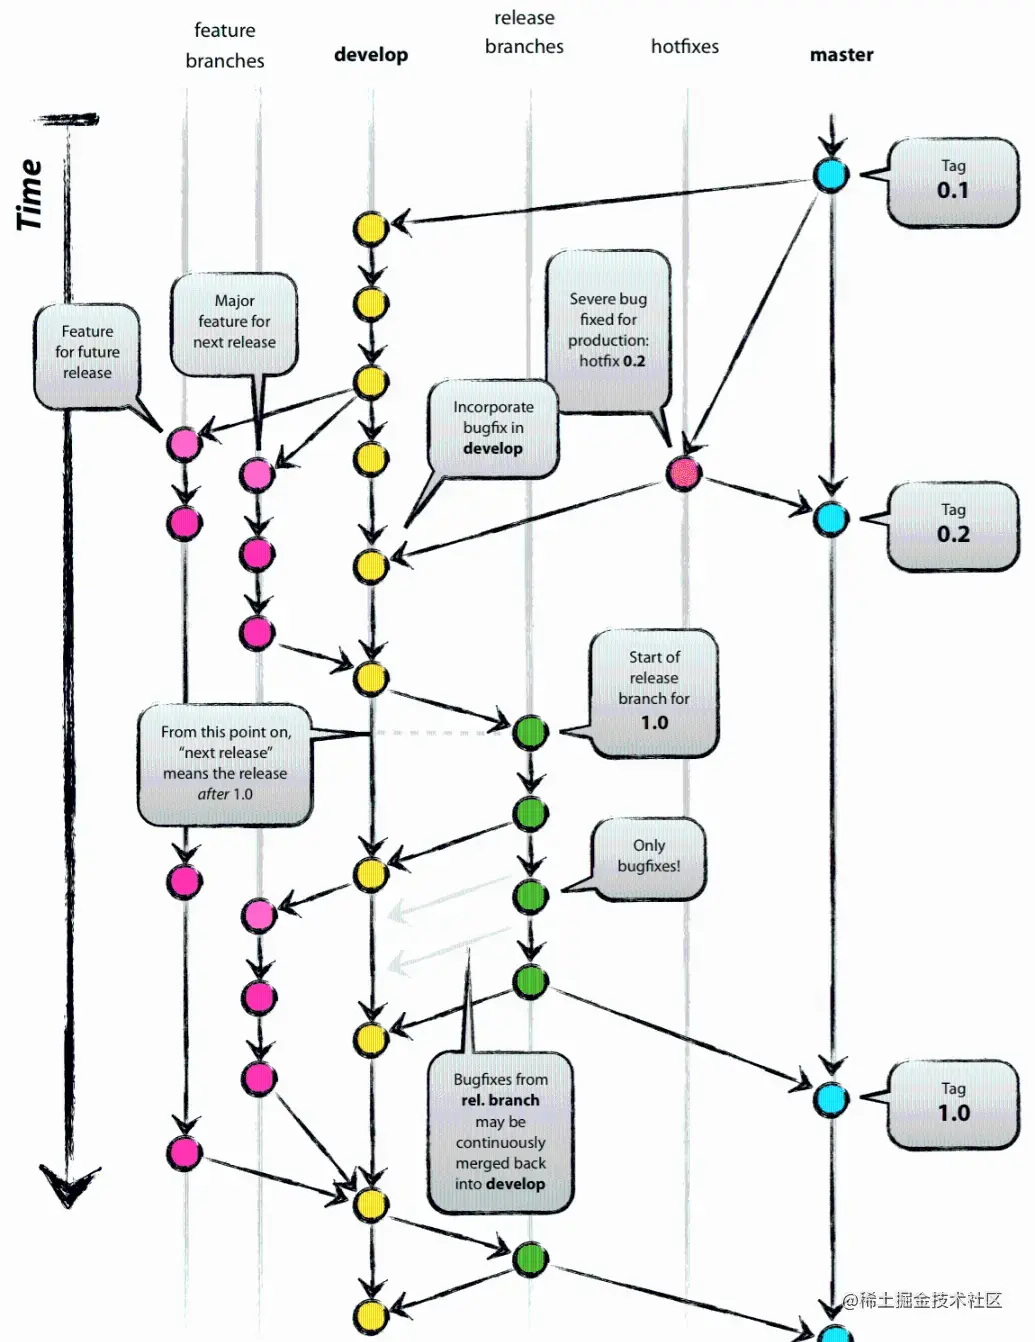 feature
branches
develop
release
branches
hotfixes
master
Time
Tag
0.1
Major
feature for
next release
Feature
for future
release
Severe bug
fixed for
production:
hotfix 0.2
Incorporate
bugfix in
develop
Tag
0.2
Start of
release
branch for
1.0
From this point on,
“next release”
means the release
after 1.0
Only
bugfixes!
Bugfixes from
rel. branch
may be
continuously
merged back
into develop
Tag
1.0
@稀土掘金技术社区